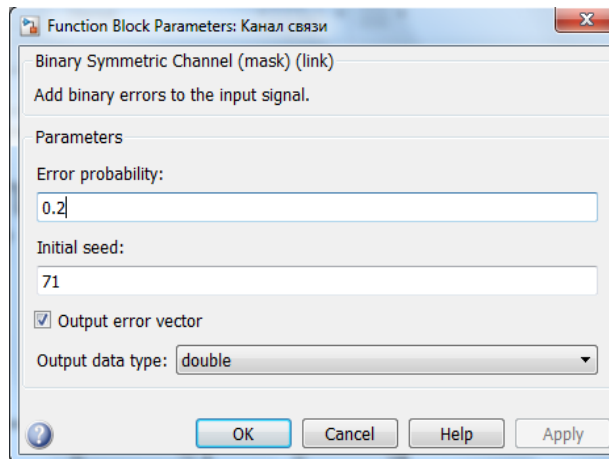 Function Block Parameters: Канал связи
Binary Symmetric Channel (mask) (link)
Add binary errors to the input signal.
Parameters
Error probability:
0.2
Initial seed:
71
Output error vector
Output data type: double
OK Cancel Help Apply